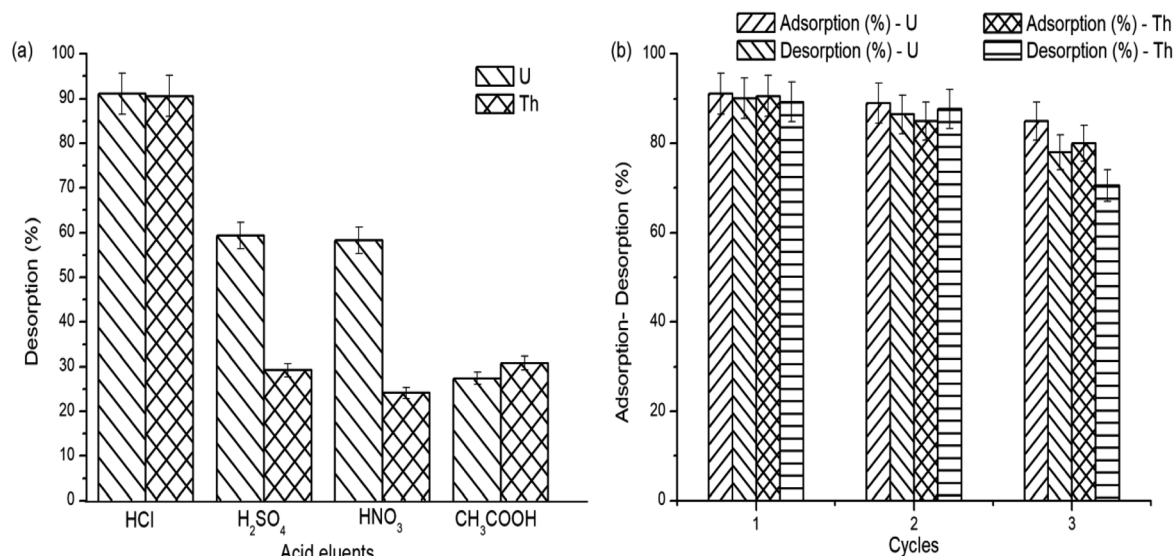 (a)
Desorption (%)
100
90
80
70
60
50
40
30
20
10
0
U
Th
HCl H₂SO₄ HNO₃ CH₃COOH
Acid eluents
(b)
Adsorption (%) - U Adsorption (%) - Th
Desorption (%) - U Desorption (%) - Th
Adsorption- Desorption (%)
100
80
60
40
20
0
1 2 3
Cycles